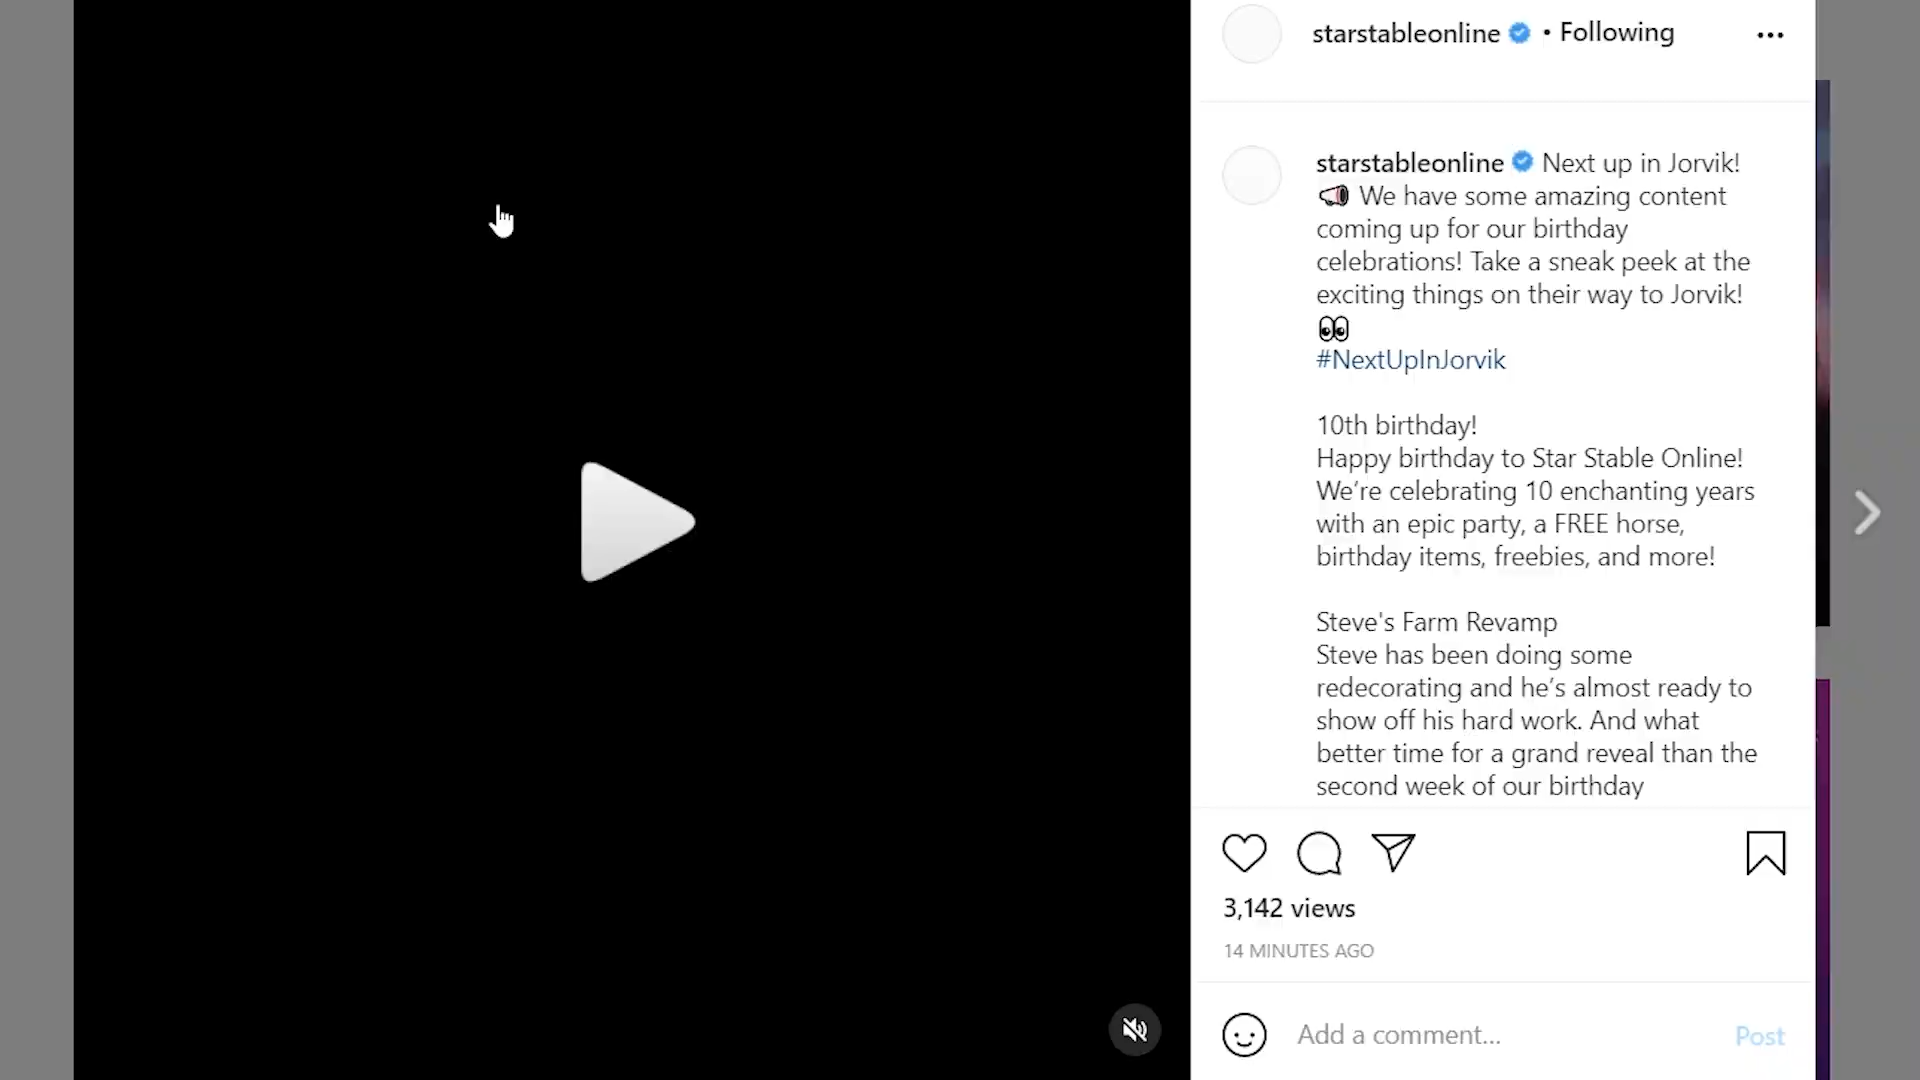 starstableonline • Following
starstableonline Next up in Jorvik!
📣 We have some amazing content
coming up for our birthday
celebrations! Take a sneak peek at the
exciting things on their way to Jorvik!
👀
#NextUpInJorvik
10th birthday!
Happy birthday to Star Stable Online!
We’re celebrating 10 enchanting years
with an epic party, a FREE horse,
birthday items, freebies, and more!
Steve's Farm Revamp
Steve has been doing some
redecorating and he’s almost ready to
show off his hard work. And what
better time for a grand reveal than the
second week of our birthday
3,142 views
14 MINUTES AGO
Add a comment...
Post